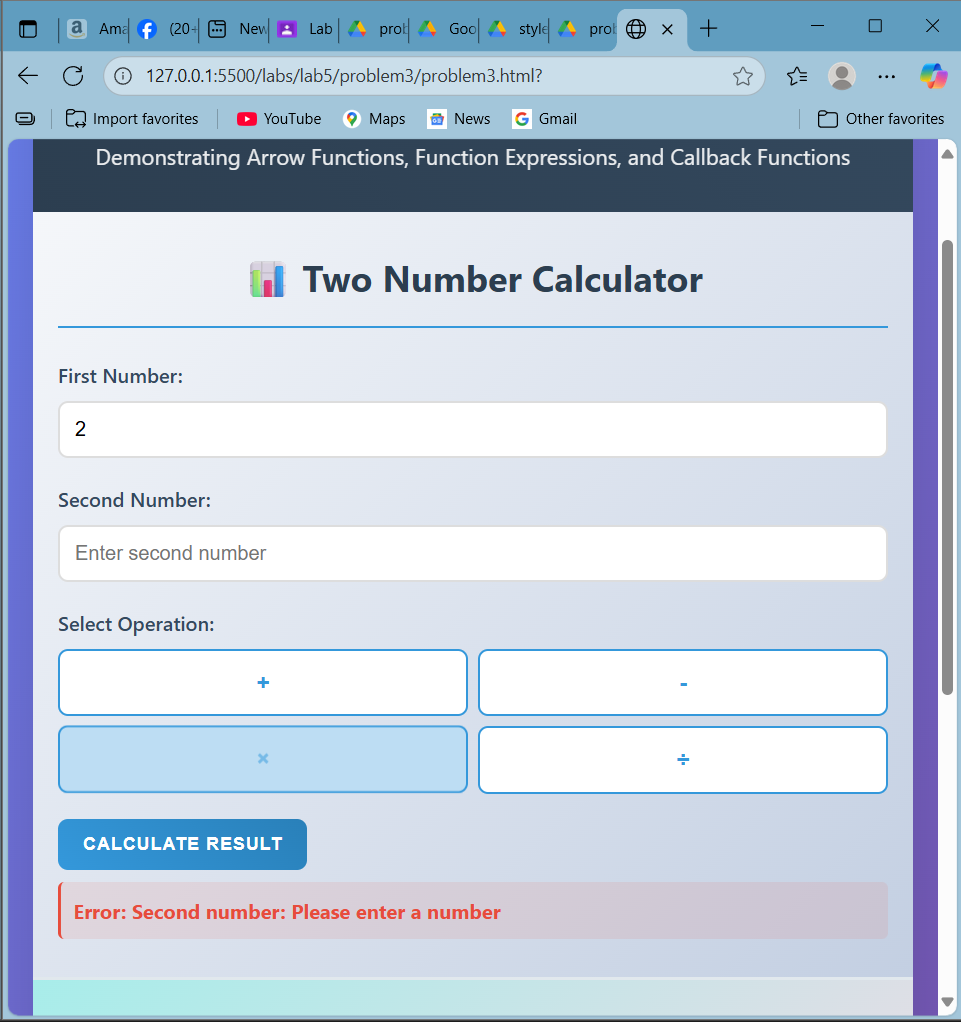 Ama
(20+
New
Lab
prob
Goo
style
prob
127.0.0.1:5500/labs/lab5/problem3/problem3.html?
Import favorites YouTube Maps News Gmail Other favorites
Demonstrating Arrow Functions, Function Expressions, and Callback Functions
Two Number Calculator
First Number:
2
Second Number:
Enter second number
Select Operation:
+ -
× ÷
CALCULATE RESULT
Error: Second number: Please enter a number